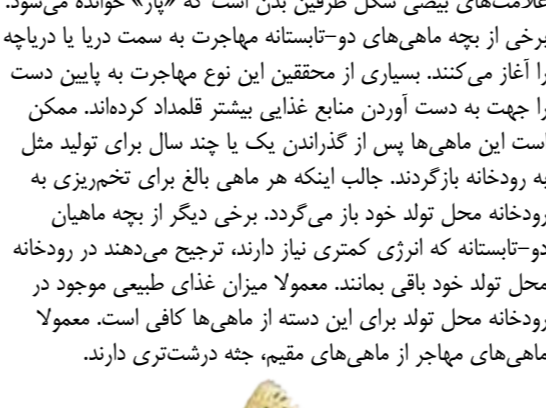 علامت‌های بیضی شکل طرفین بدن است که «پار» خوانده می‌شود.
برخی از بچه ماهی‌های دو-تابستانه مهاجرت به سمت دریا یا دریاچه
را آغاز می‌کنند. بسیاری از محققین این نوع مهاجرت به پایین دست
را جهت به دست آوردن منابع غذایی بیشتر قلمداد کرده‌اند. ممکن
است این ماهی‌ها پس از گذراندن یک یا چند سال برای تولید مثل
به رودخانه بازگردند. جالب اینکه هر ماهی بالغ برای تخم‌ریزی به
رودخانه محل تولد خود باز می‌گردد. برخی دیگر از بچه ماهیان
دو-تابستانه که انرژی کمتری نیاز دارند، ترجیح می‌دهند در رودخانه
محل تولد خود باقی بمانند. معمولا میزان غذای طبیعی موجود در
رودخانه محل تولد برای این دسته از ماهی‌ها کافی است. معمولا
ماهی‌های مهاجر از ماهی‌های مقیم، جثه درشت‌تری دارند.